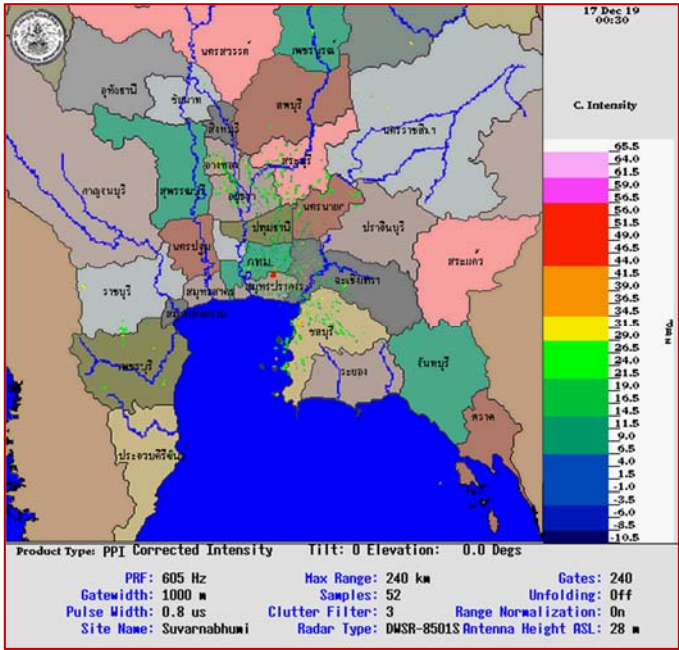 17 Dec 19
00:30
C. Intensity
65.5
64.0
61.5
59.0
56.5
56.0
51.5
49.0
46.5
44.0
41.5
39.0
36.5
34.5
31.5
29.0
26.5
24.0
21.5
19.0
16.5
14.5
11.5
9.0
6.5
4.0
1.5
-1.0
-3.5
-6.0
-8.5
-10.5
นครสวรรค์
เพชรบูรณ์
อุทัยธานี
ชัยนาท
ลพบุรี
สิงห์บุรี
นครราชสีมา
อ่างทอง
สระบุรี
กาญจนบุรี
สุพรรณบุรี
อยุธยา
นครนายก
ปราจีนบุรี
ปทุมธานี
นครปฐม
กทม.
สระแก้ว
ราชบุรี
สมุทรสาคร
สมุทรปราการ
ฉะเชิงเทรา
ชลบุรี
เพชรบุรี
ระยอง
จันทบุรี
ตราด
ประจวบคีรีขันธ์
Product Type: PPI Corrected Intensity Tilt: 0 Elevation: 0.0 Degs
PRF: 605 Hz Max Range: 240 km Gates: 240
Gatewidth: 1000 m Samples: 52 Unfolding: Off
Pulse Width: 0.8 us Clutter Filter: 3 Range Normalization: On
Site Name: Suvarnabhumi Radar Type: DWSR-8501S Antenna Height ASL: 28 m